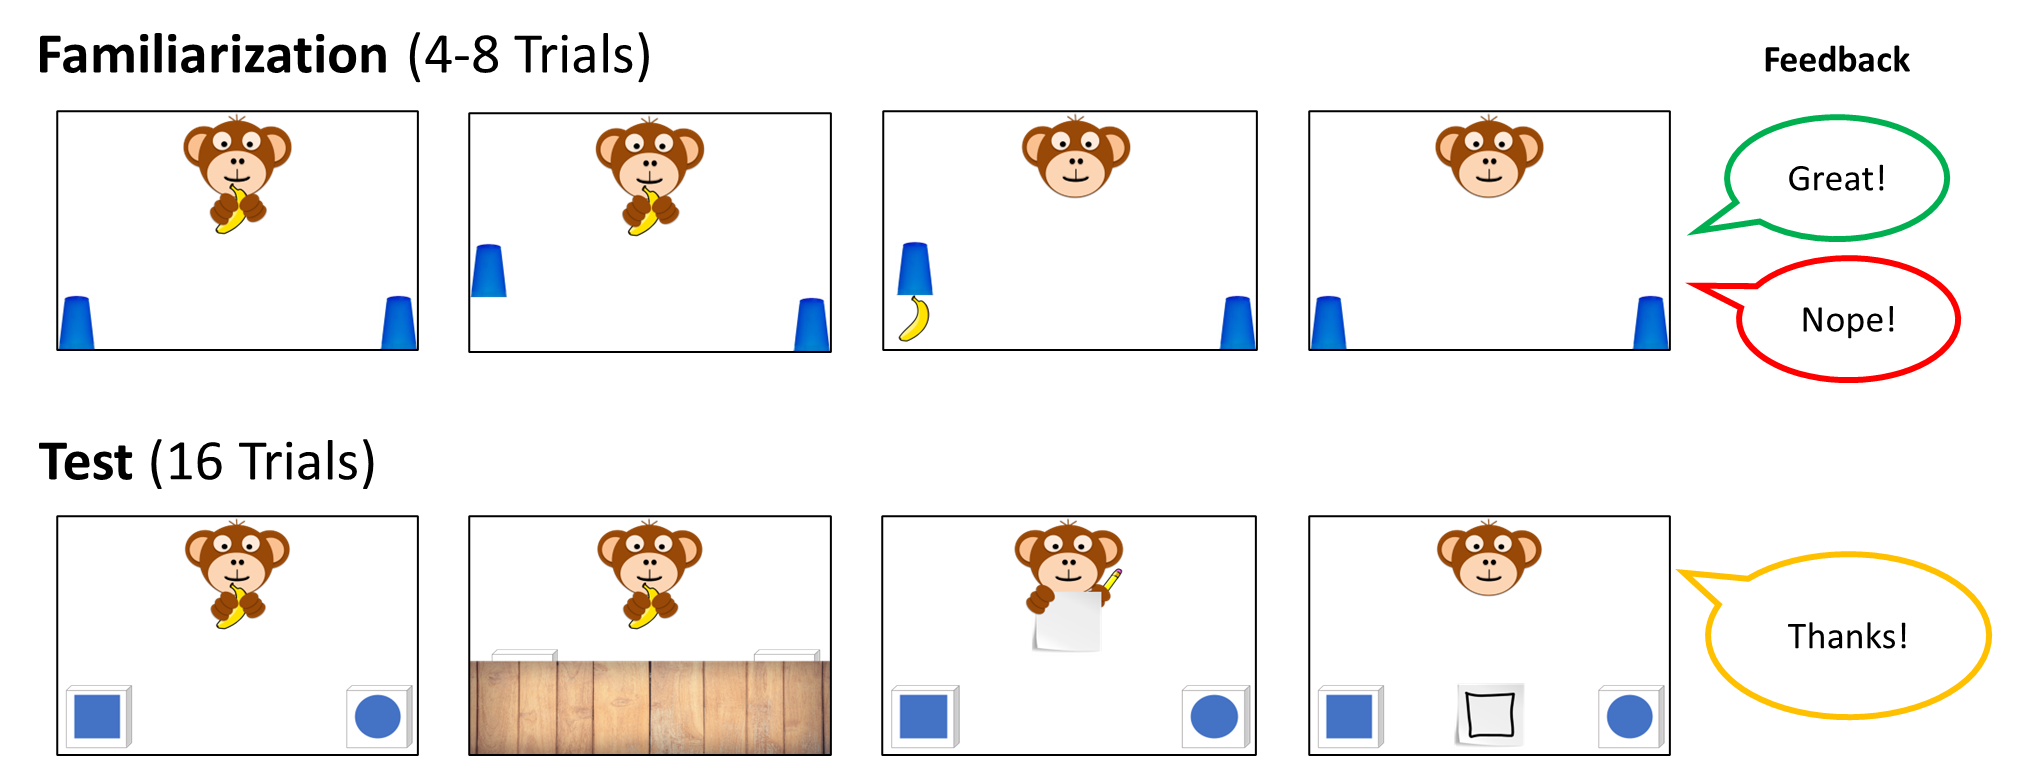 Familiarization (4-8 Trials)
Feedback
Great!
Nope!
Test (16 Trials)
Thanks!